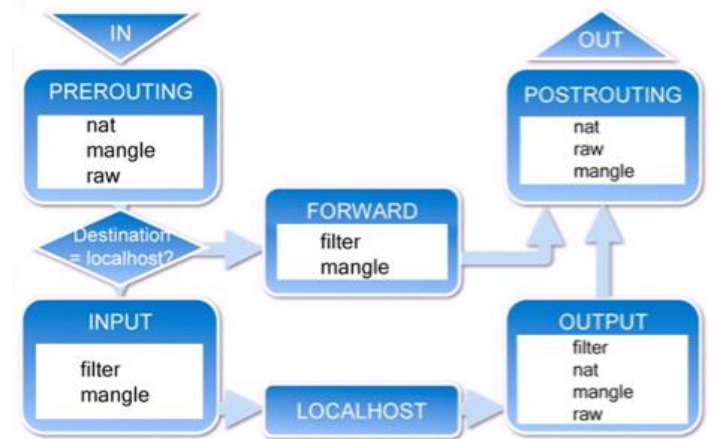 IN
PREROUTING
nat
mangle
raw
Destination
= localhost?
INPUT
filter
mangle
FORWARD
filter
mangle
LOCALHOST
OUT
POSTROUTING
nat
raw
mangle
OUTPUT
filter
nat
mangle
raw